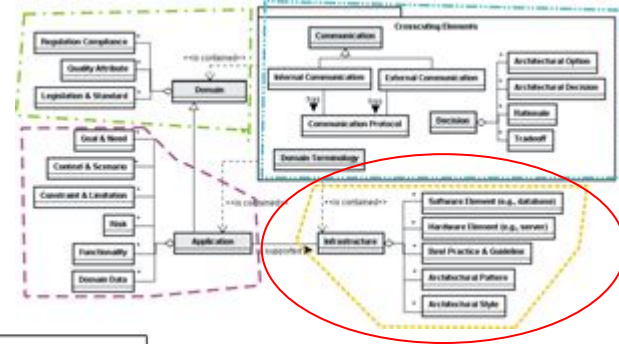 Crosscutting Elements
Communication
Regulation Compliance
<<is contained>>
Quality Attribute
Domain
Internal Communication
External Communication
Architectural Option
Legislation & Standard
Architectural Decision
Communication Protocol
Decision
Rationale
Tradeoff
Goal & Need
Context & Scenario
Domain Terminology
Constraint & Limitation
<<is contained>>
<<is contained>>
Software Element (e.g., database)
Risk
Hardware Element (e.g., server)
Application
supported
Infrastructure
Functionality
Best Practice & Guideline
Domain Data
Architectural Pattern
Architectural Style